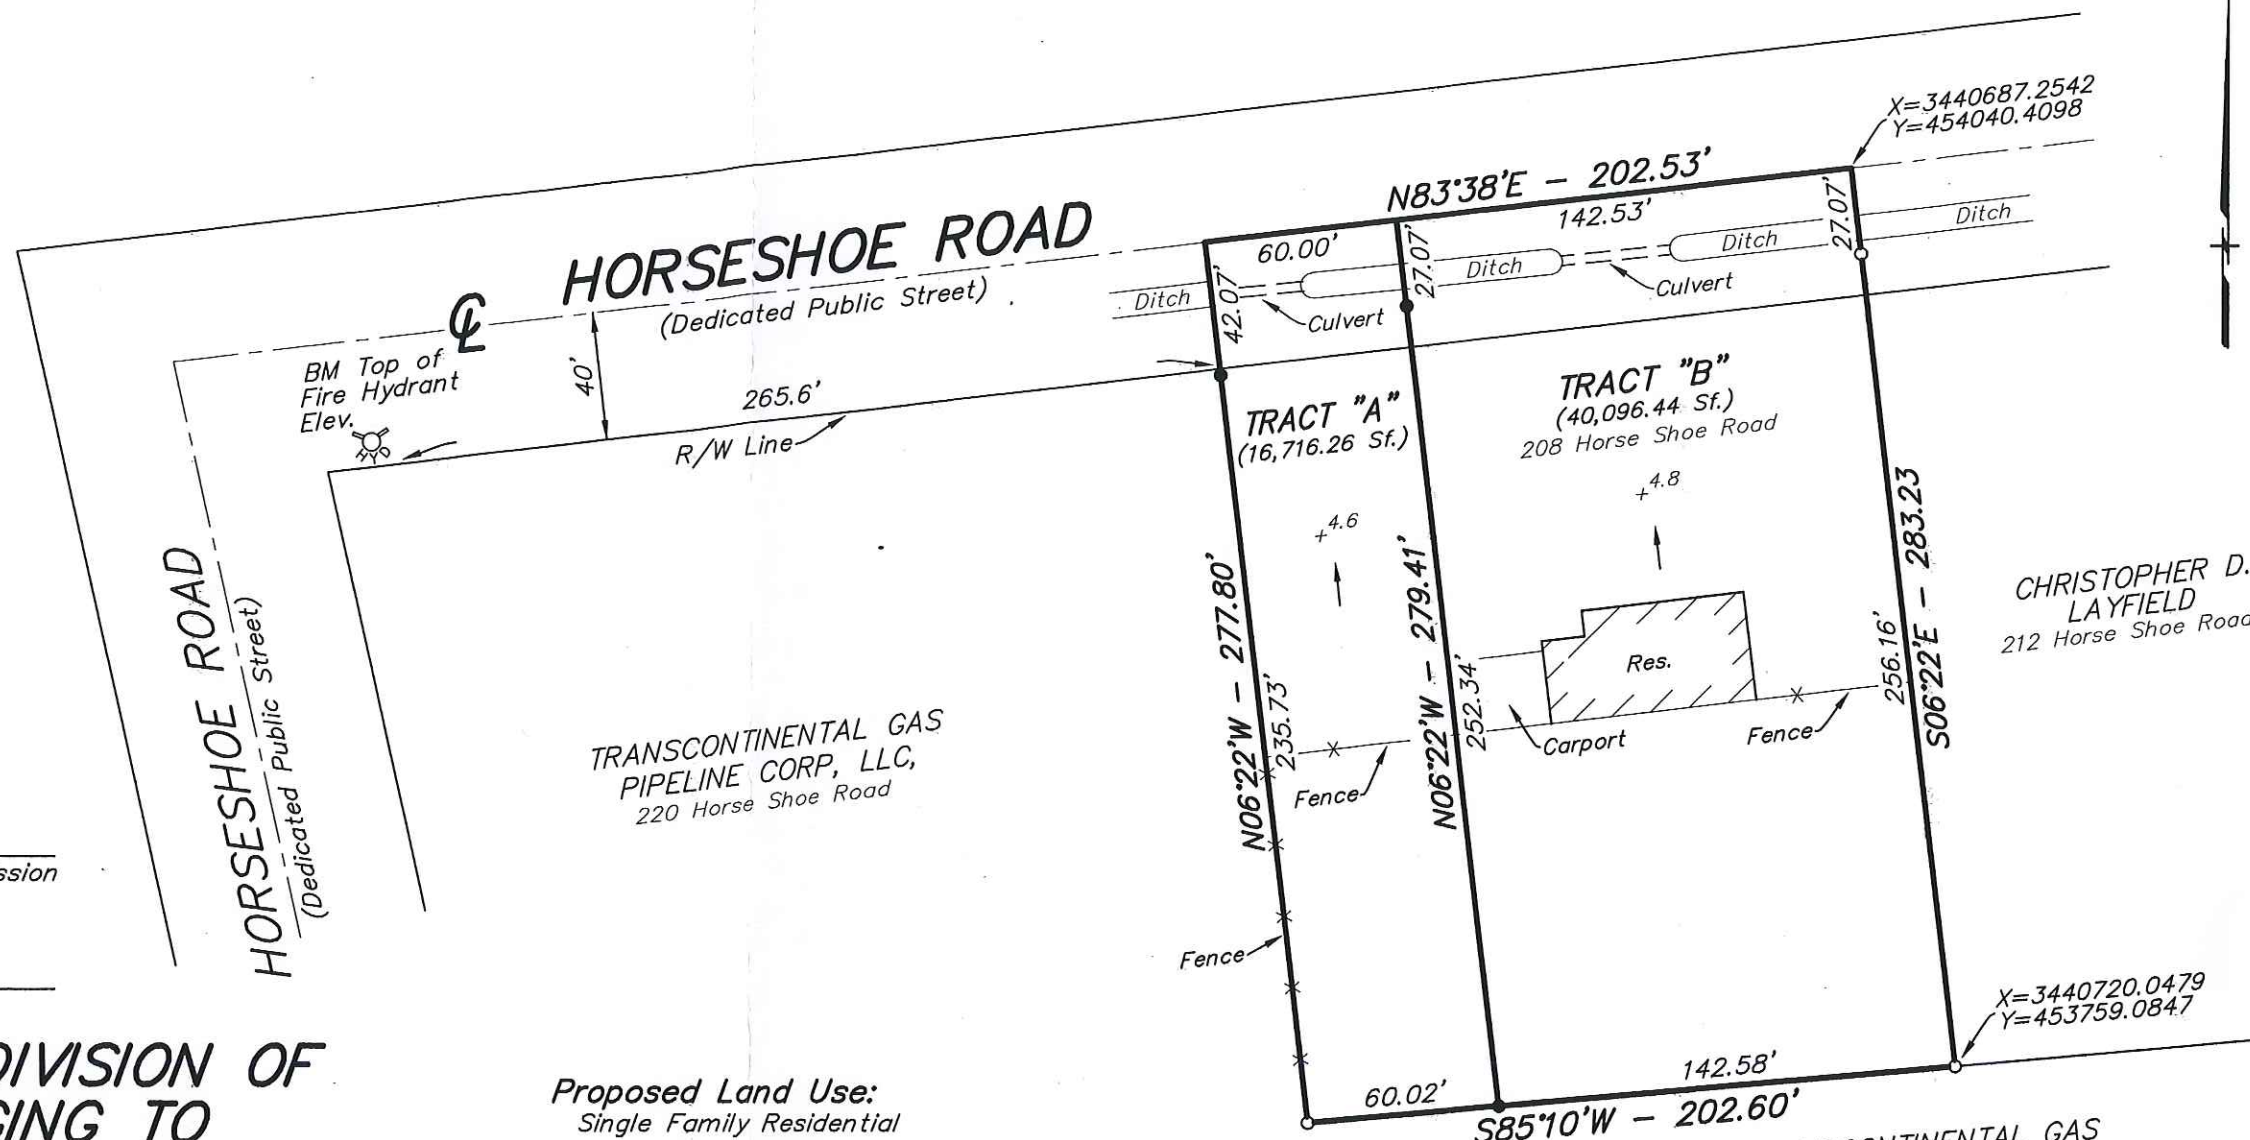 X=3440687.2542
Y=454040.4098
N83°38'E - 202.53'
142.53'
60.00'
27.07'
27.07'
42.07'
Ditch
Ditch
Ditch
Ditch
Culvert
Culvert
HORSESHOE ROAD
(Dedicated Public Street)
℄
40'
BM Top of
Fire Hydrant
Elev.
HY
265.6'
R/W Line
TRACT "A"
(16,716.26 Sf.)
TRACT "B"
(40,096.44 Sf.)
208 Horse Shoe Road
+4.6
+4.8
N06°22'W - 277.80'
235.73'
N06°22'W - 279.41'
252.34'
S06°22'E - 283.23
256.16'
Res.
Carport
Fence
Fence
Fence
CHRISTOPHER D.
LAYFIELD
212 Horse Shoe Road
HORSESHOE ROAD
(Dedicated Public Street)
TRANSCONTINENTAL GAS
PIPELINE CORP, LLC,
220 Horse Shoe Road
ssion
X=3440720.0479
Y=453759.0847
142.58'
60.02'
S85°10'W - 202.60'
DIVISION OF
GING TO
Proposed Land Use:
Single Family Residential
CONTINENTAL GAS